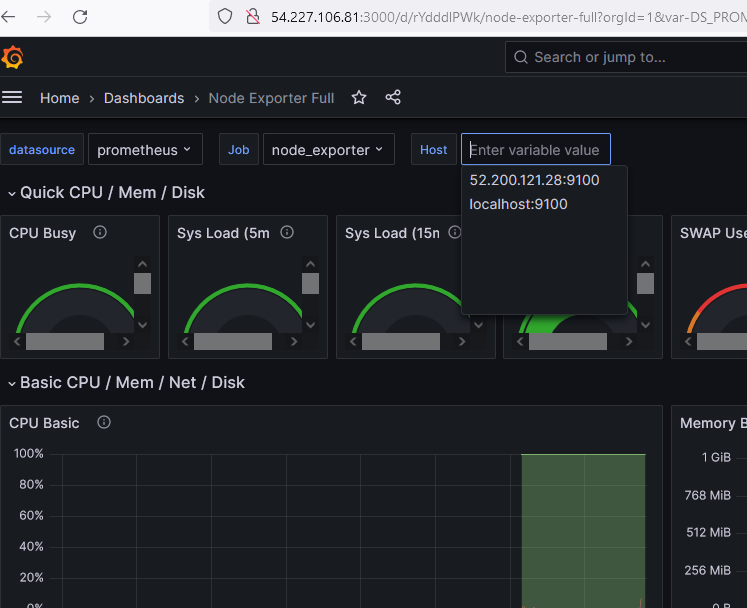 54.227.106.81:3000/d/rYdddlPWk/node-exporter-full?orgId=1&var-DS_PROM
Search or jump to...
Home › Dashboards › Node Exporter Full
datasource prometheus Job node_exporter Host Enter variable value
52.200.121.28:9100
localhost:9100
Quick CPU / Mem / Disk
CPU Busy Sys Load (5m Sys Load (15m SWAP Use
Basic CPU / Mem / Net / Disk
CPU Basic Memory B
100% 1 GiB
80% 768 MiB
60% 512 MiB
40% 256 MiB
20%
0% 0 B